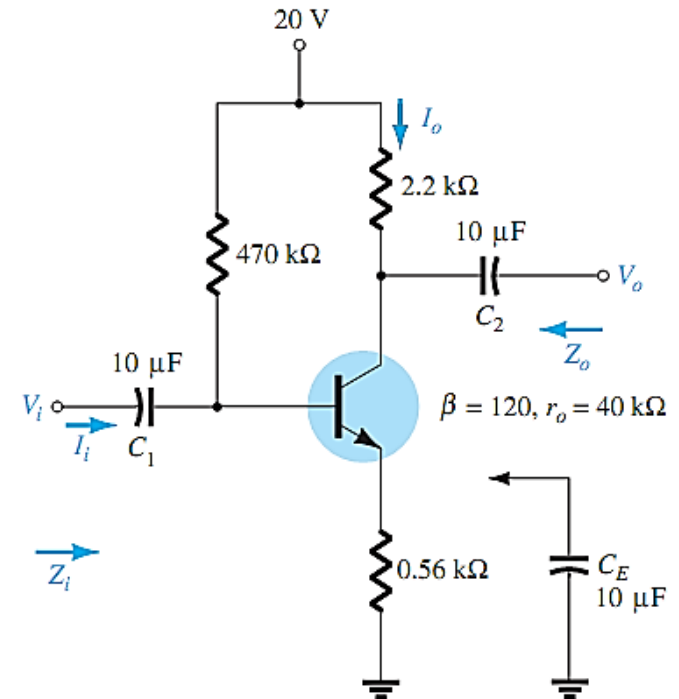 20 V
I_o
2.2 kΩ
10 μF
470 kΩ
V_o
C_2
Z_o
10 μF
V_i
β = 120, r_o = 40 kΩ
I_i
C_1
0.56 kΩ
Z_i
C_E
10 μF